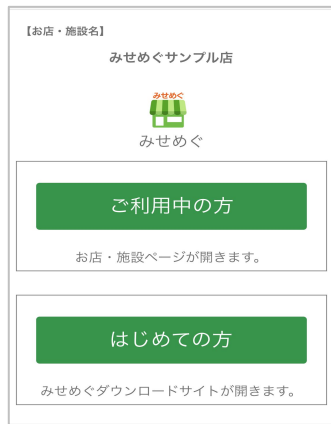 【お店・施設名】
みせめぐサンプル店
みせめぐ
みせめぐ
ご利用中の方
お店・施設ページが開きます。
はじめての方
みせめぐダウンロードサイトが開きます。